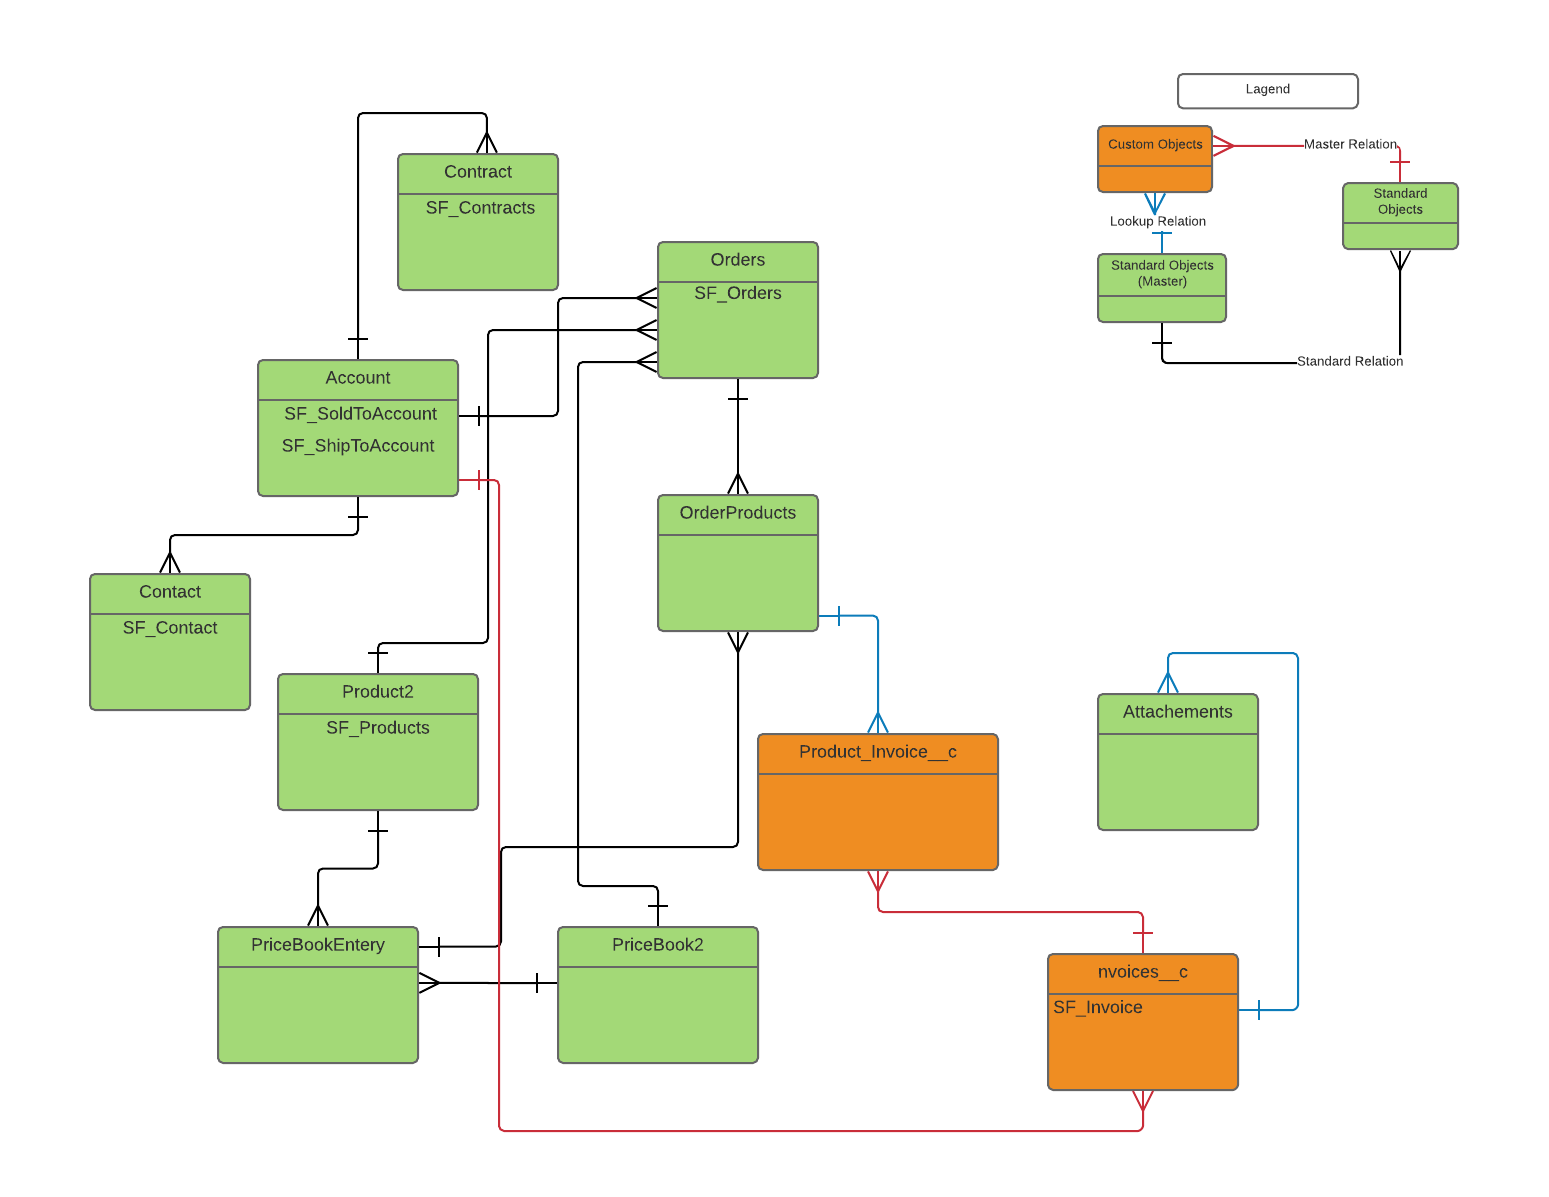 Lagend
Custom Objects
Master Relation
Standard
Objects
Lookup Relation
Standard Objects
(Master)
Standard Relation
Contract
SF_Contracts
Orders
SF_Orders
Account
SF_SoldToAccount
SF_ShipToAccount
OrderProducts
Contact
SF_Contact
Product2
SF_Products
Attachements
Product_Invoice__c
PriceBookEntery
PriceBook2
nvoices__c
SF_Invoice